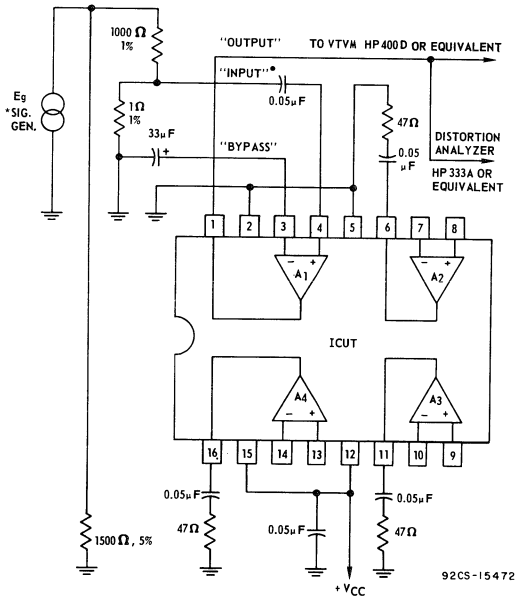 1000 Ω
1%
"OUTPUT"
TO VTVM HP 400 D OR EQUIVALENT
"INPUT"•
0.05μF
Eg
*SIG.
GEN.
1Ω
1%
33μF
+
"BYPASS"
47Ω
0.05
μF
DISTORTION
ANALYZER
HP 333A OR
EQUIVALENT
1 2 3 4 5 6 7 8
- + - +
A1 A2
ICUT
A4 A3
- + - +
16 15 14 13 12 11 10 9
0.05μF
47Ω
0.05μF
0.05μF
47Ω
1500Ω, 5%
+ VCC
92CS-15472